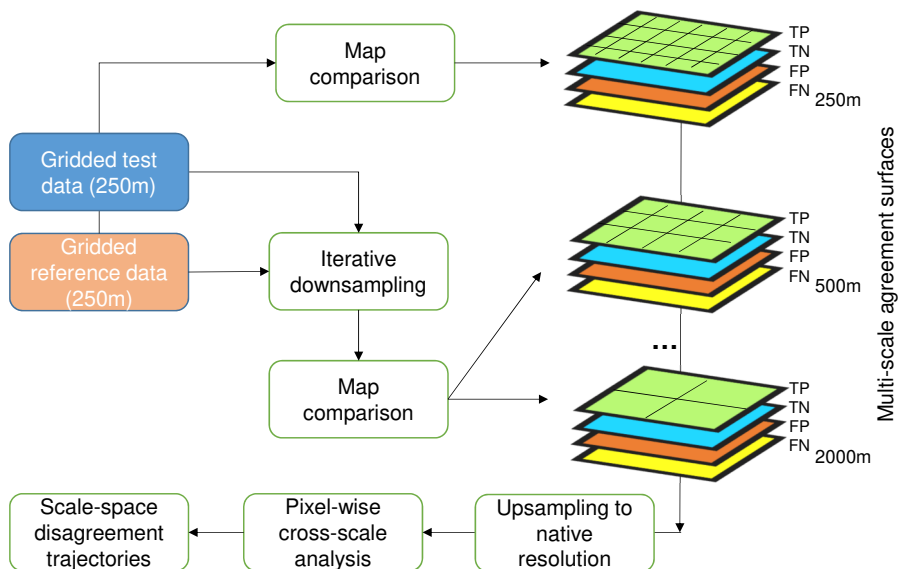 Map
comparison
TP
TN
FP
FN
250m
Gridded test
data (250m)
Gridded
reference data
(250m)
Iterative
downsampling
TP
TN
FP
FN
500m
...
Map
comparison
TP
TN
FP
FN
2000m
Multi-scale agreement surfaces
Scale-space
disagreement
trajectories
Pixel-wise
cross-scale
analysis
Upsampling to
native
resolution